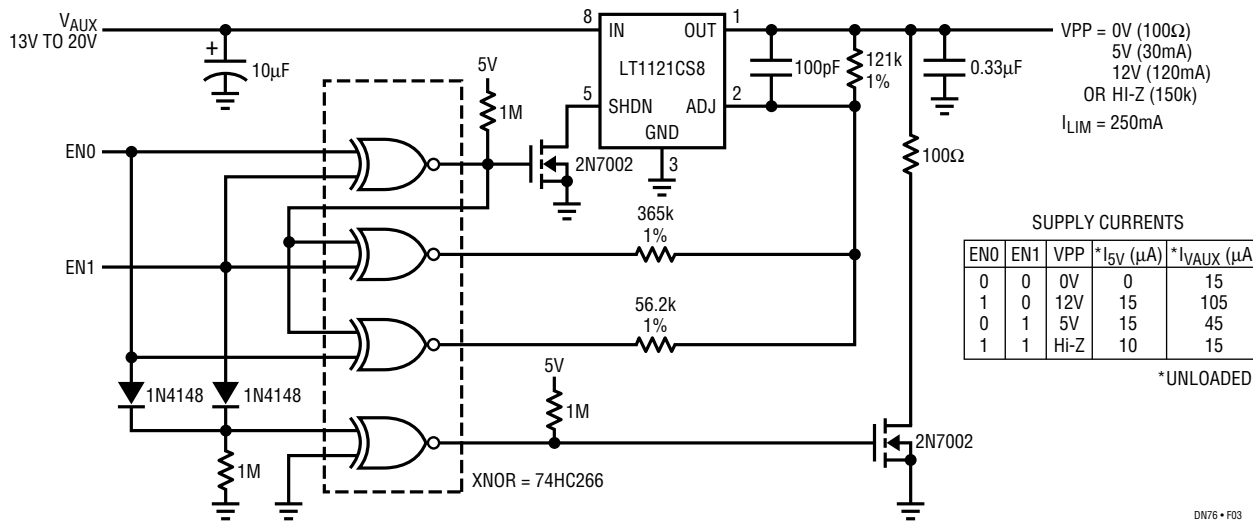 VAUX
13V TO 20V
+
10µF
EN0
EN1
1N4148
1N4148
1M
XNOR = 74HC266
5V
1M
2N7002
8
IN
OUT
1
LT1121CS8
5
SHDN
ADJ
2
GND
3
100pF
121k
1%
0.33µF
100Ω
365k
1%
56.2k
1%
5V
1M
2N7002
VPP = 0V (100Ω)
5V (30mA)
12V (120mA)
OR HI-Z (150k)
ILIM = 250mA
SUPPLY CURRENTS
EN0 EN1 VPP *I5V (µA) *IVAUX (µA
0 0 0V 0 15
1 0 12V 15 105
0 1 5V 15 45
1 1 Hi-Z 10 15
*UNLOADED
DN76 • F03